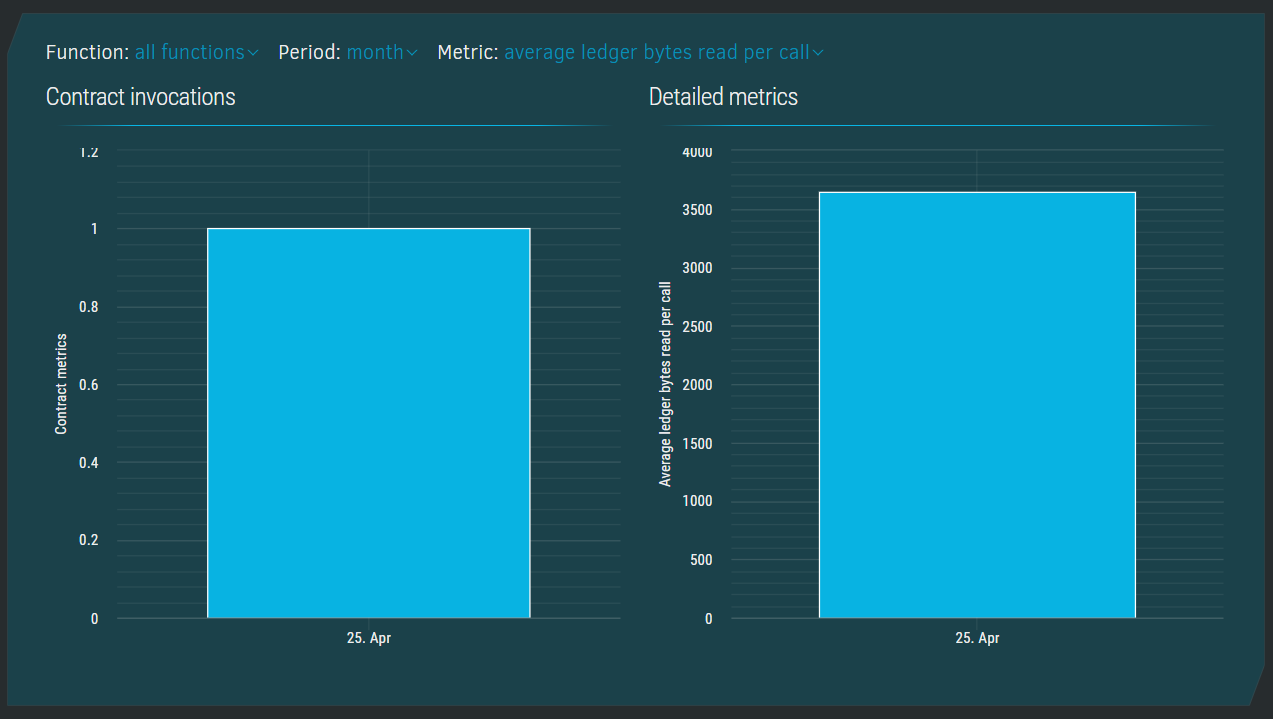 Function: all functions Period: month Metric: average ledger bytes read per call
Contract invocations
Detailed metrics
1.2
1
0.8
0.6
0.4
0.2
0
Contract metrics
25. Apr
4000
3500
3000
2500
2000
1500
1000
500
0
Average ledger bytes read per call
25. Apr